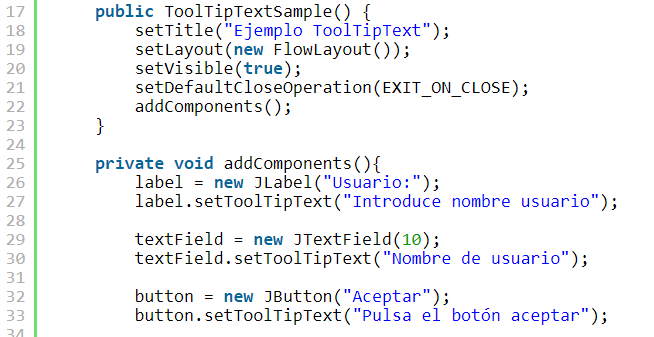 17 public ToolTipTextSample() {
18 setTitle("Ejemplo ToolTipText");
19 setLayout(new FlowLayout());
20 setVisible(true);
21 setDefaultCloseOperation(EXIT_ON_CLOSE);
22 addComponents();
23 }
24
25 private void addComponents(){
26 label = new JLabel("Usuario:");
27 label.setToolTipText("Introduce nombre usuario");
28
29 textField = new JTextField(10);
30 textField.setToolTipText("Nombre de usuario");
31
32 button = new JButton("Aceptar");
33 button.setToolTipText("Pulsa el botón aceptar");
34